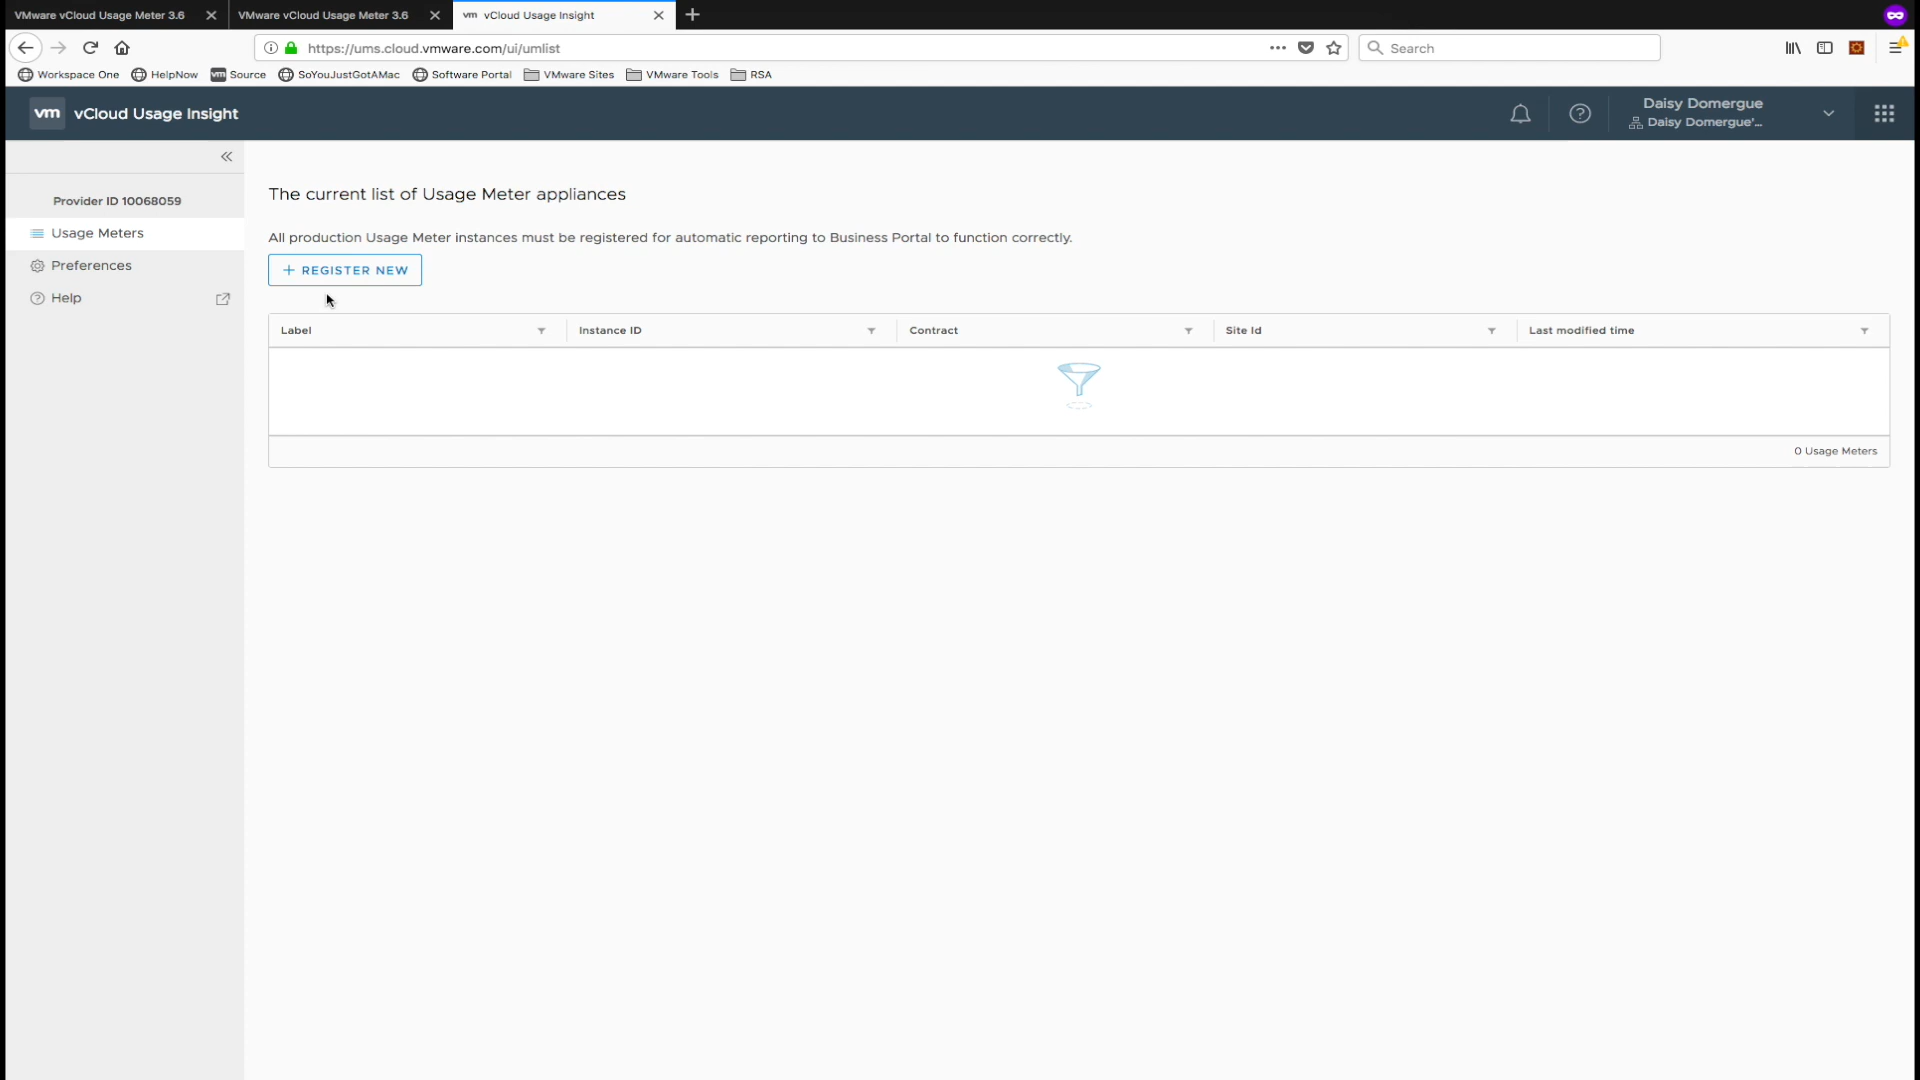 VMware vCloud Usage Meter 3.6 VMware vCloud Usage Meter 3.6 vm vCloud Usage Insight
https://ums.cloud.vmware.com/ui/umlist Search
Workspace One HelpNow vm Source SoYouJustGotAMac Software Portal VMware Sites VMware Tools RSA
vm vCloud Usage Insight Daisy Domergue
Daisy Domergue'...
The current list of Usage Meter appliances
Provider ID 10068059
Usage Meters
All production Usage Meter instances must be registered for automatic reporting to Business Portal to function correctly.
Preferences
+ REGISTER NEW
Help
Label Instance ID Contract Site Id Last modified time
0 Usage Meters